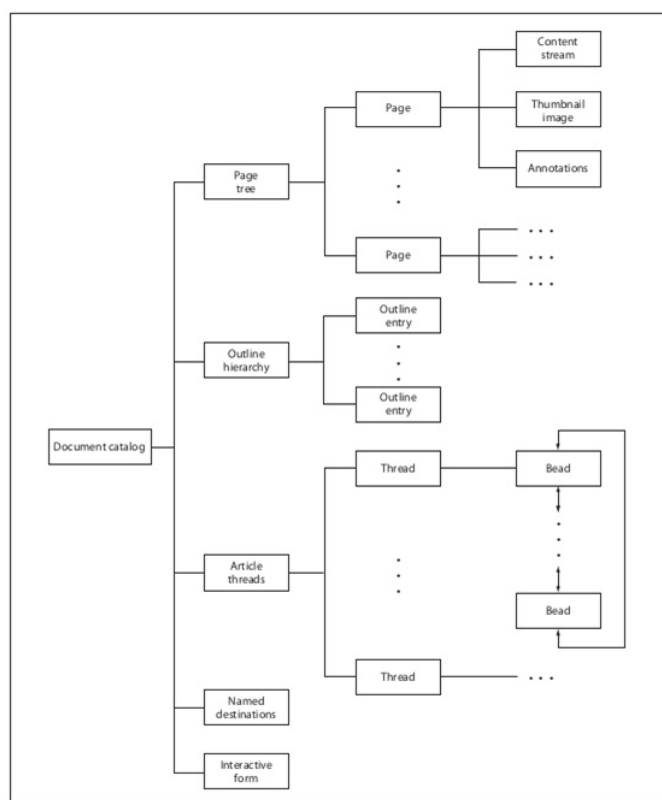 Content
stream
Page
Thumbnail
image
Page
tree
Annotations
Page
Outline
entry
Outline
hierarchy
Outline
entry
Document catalog
Thread
Bead
Article
threads
Bead
Thread
Named
destinations
Interactive
form